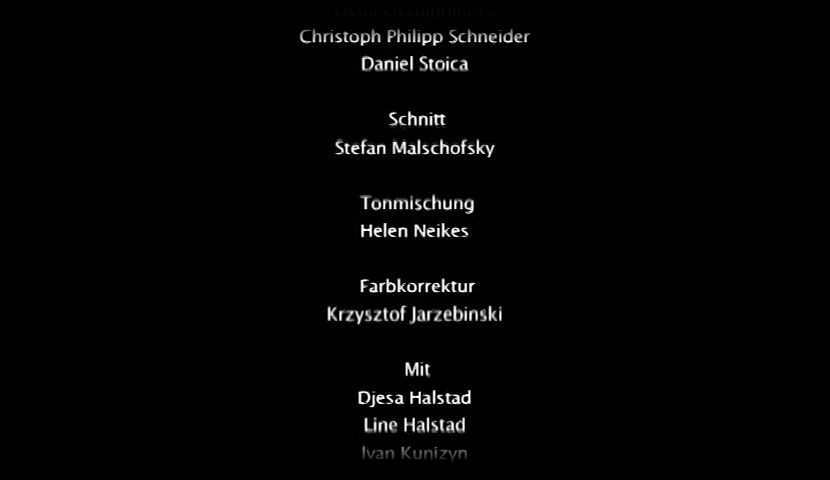 Christoph Philipp Schneider
Daniel Stoica
Schnitt
Stefan Malschofsky
Tonmischung
Helen Neikes
Farbkorrektur
Krzysztof Jarzebinski
Mit
Djesa Halstad
Line Halstad
Ivan Kunizyn